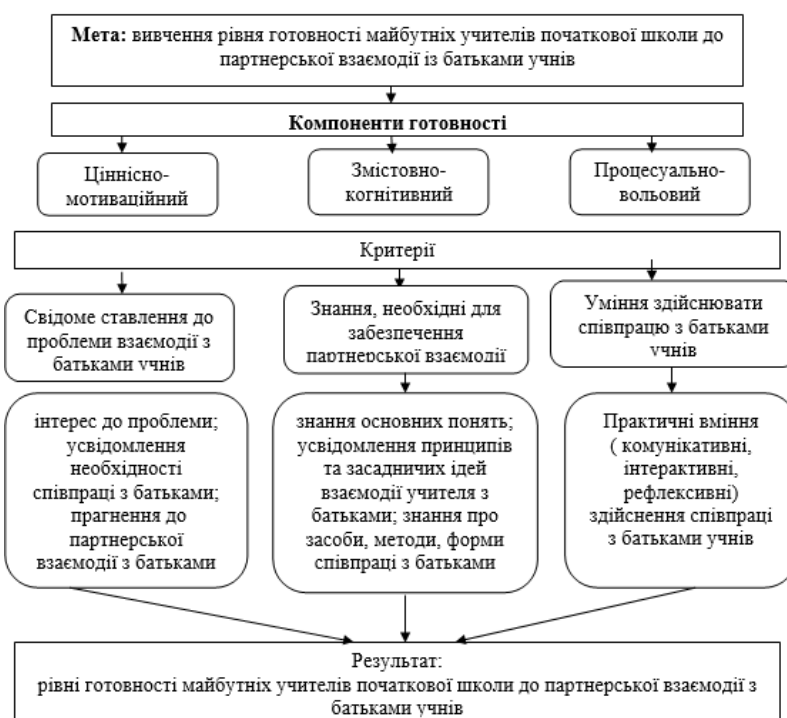 Мета: вивчення рівня готовності майбутніх учителів початкової школи до
партнерської взаємодії із батьками учнів
Компоненти готовності
Ціннісно-
мотиваційний
Змістовно-
когнітивний
Процесуально-
вольовий
Критерії
Свідоме ставлення до
проблеми взаємодії з
батьками учнів
Знання, необхідні для
забезпечення
партнерської взаємодії
Уміння здійснювати
співпрацю з батьками
учнів
інтерес до проблеми;
усвідомлення
необхідності
співпраці з батьками;
прагнення до
партнерської
взаємодії з батьками
знання основних понять;
усвідомлення принципів
та засадничих ідей
взаємодії учителя з
батьками; знання про
засоби, методи, форми
співпраці з батьками
Практичні вміння
( комунікативні,
інтерактивні,
рефлексивні)
здійснення співпраці
з батьками учнів
Результат:
рівні готовності майбутніх учителів початкової школи до партнерської взаємодії з
батьками учнів